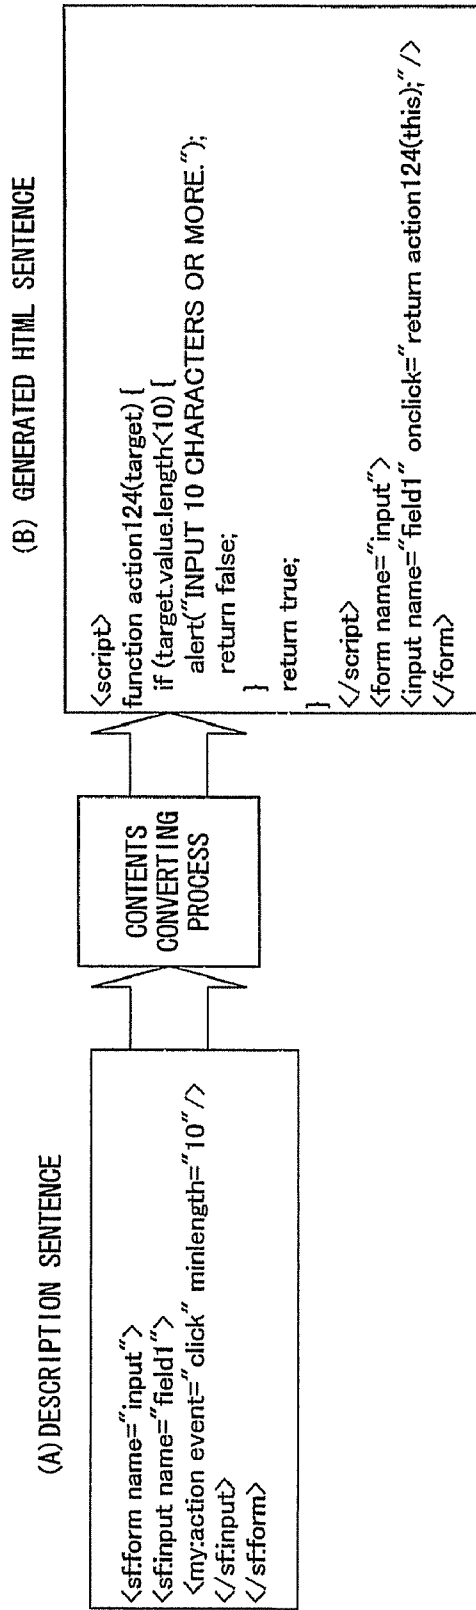 (A)DESCRIPTION SENTENCE
<sf:form name="input">
<sf:input name="field1">
<my:action event="click" minlength="10"/>
</sf:input>
</sf:form>
CONTENTS
CONVERTING
PROCESS
(B) GENERATED HTML SENTENCE
<script>
function action124(target) {
if (target.value.length<10) {
alert("INPUT 10 CHARACTERS OR MORE.");
return false;
}
return true;
}
</script>
<form name="input">
<input name="field1" onclick="return action124(this);"/>
</form>